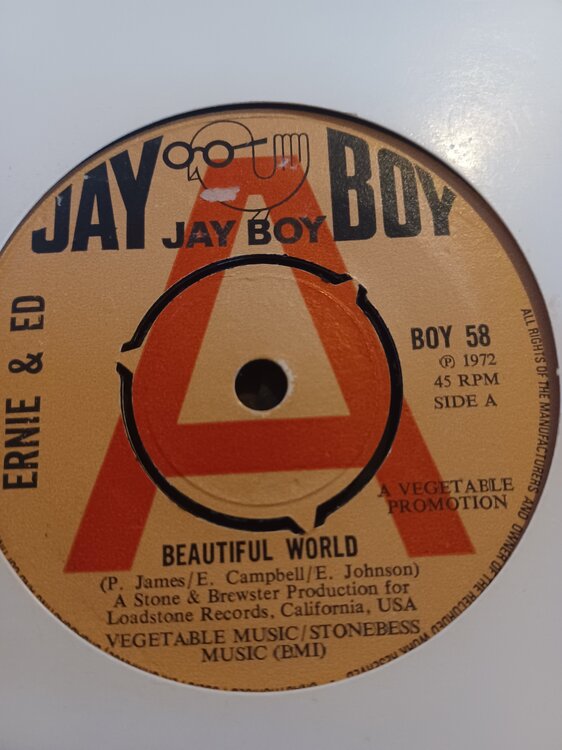 JAY BOY
JAY BOY
A
ERNIE & ED
BOY 58
Ⓟ 1972
45 RPM
SIDE A
A VEGETABLE
PROMOTION
BEAUTIFUL WORLD
(P. James/E. Campbell/E. Johnson)
A Stone & Brewster Production for
Loadstone Records, California, USA
VEGETABLE MUSIC/STONEBESS
MUSIC (BMI)
ALL RIGHTS OF THE MANUFACTURERS AND OWNER OF THE RECORDED WORK RESERVED